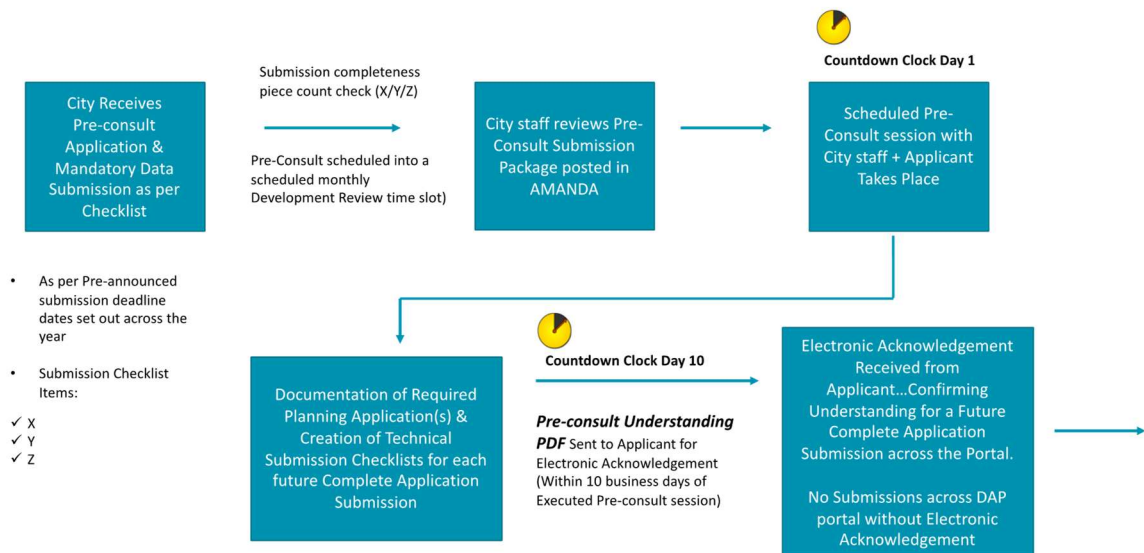 Countdown Clock Day 1
City Receives
Pre-consult
Application &
Mandatory Data
Submission as per
Checklist
Submission completeness
piece count check (X/Y/Z)
Pre-Consult scheduled into a
scheduled monthly
Development Review time slot)
City staff reviews Pre-
Consult Submission
Package posted in
AMANDA
Scheduled Pre-
Consult session with
City staff + Applicant
Takes Place
• As per Pre-announced
submission deadline
dates set out across the
year
• Submission Checklist
Items:
✓ X
✓ Y
✓ Z
Documentation of Required
Planning Application(s) &
Creation of Technical
Submission Checklists for each
future Complete Application
Submission
Countdown Clock Day 10
Pre-consult Understanding
PDF Sent to Applicant for
Electronic Acknowledgement
(Within 10 business days of
Executed Pre-consult session)
Electronic Acknowledgement
Received from
Applicant...Confirming
Understanding for a Future
Complete Application
Submission across the Portal.
No Submissions across DAP
portal without Electronic
Acknowledgement